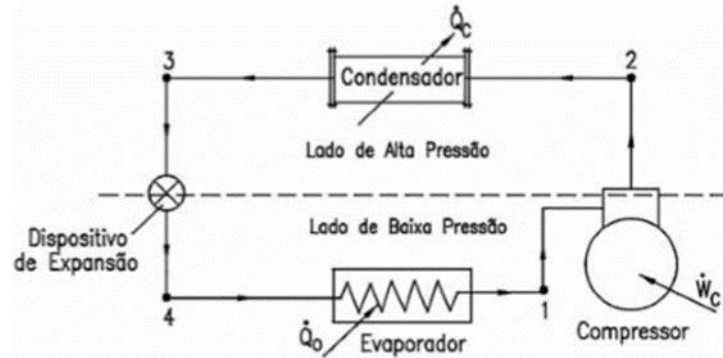 Q̇c
3
2
Condensador
Lado de Alta Pressão
Dispositivo
de Expansão
Lado de Baixa Pressão
Ẇc
4
1
Q̇o
Evaporador
Compressor